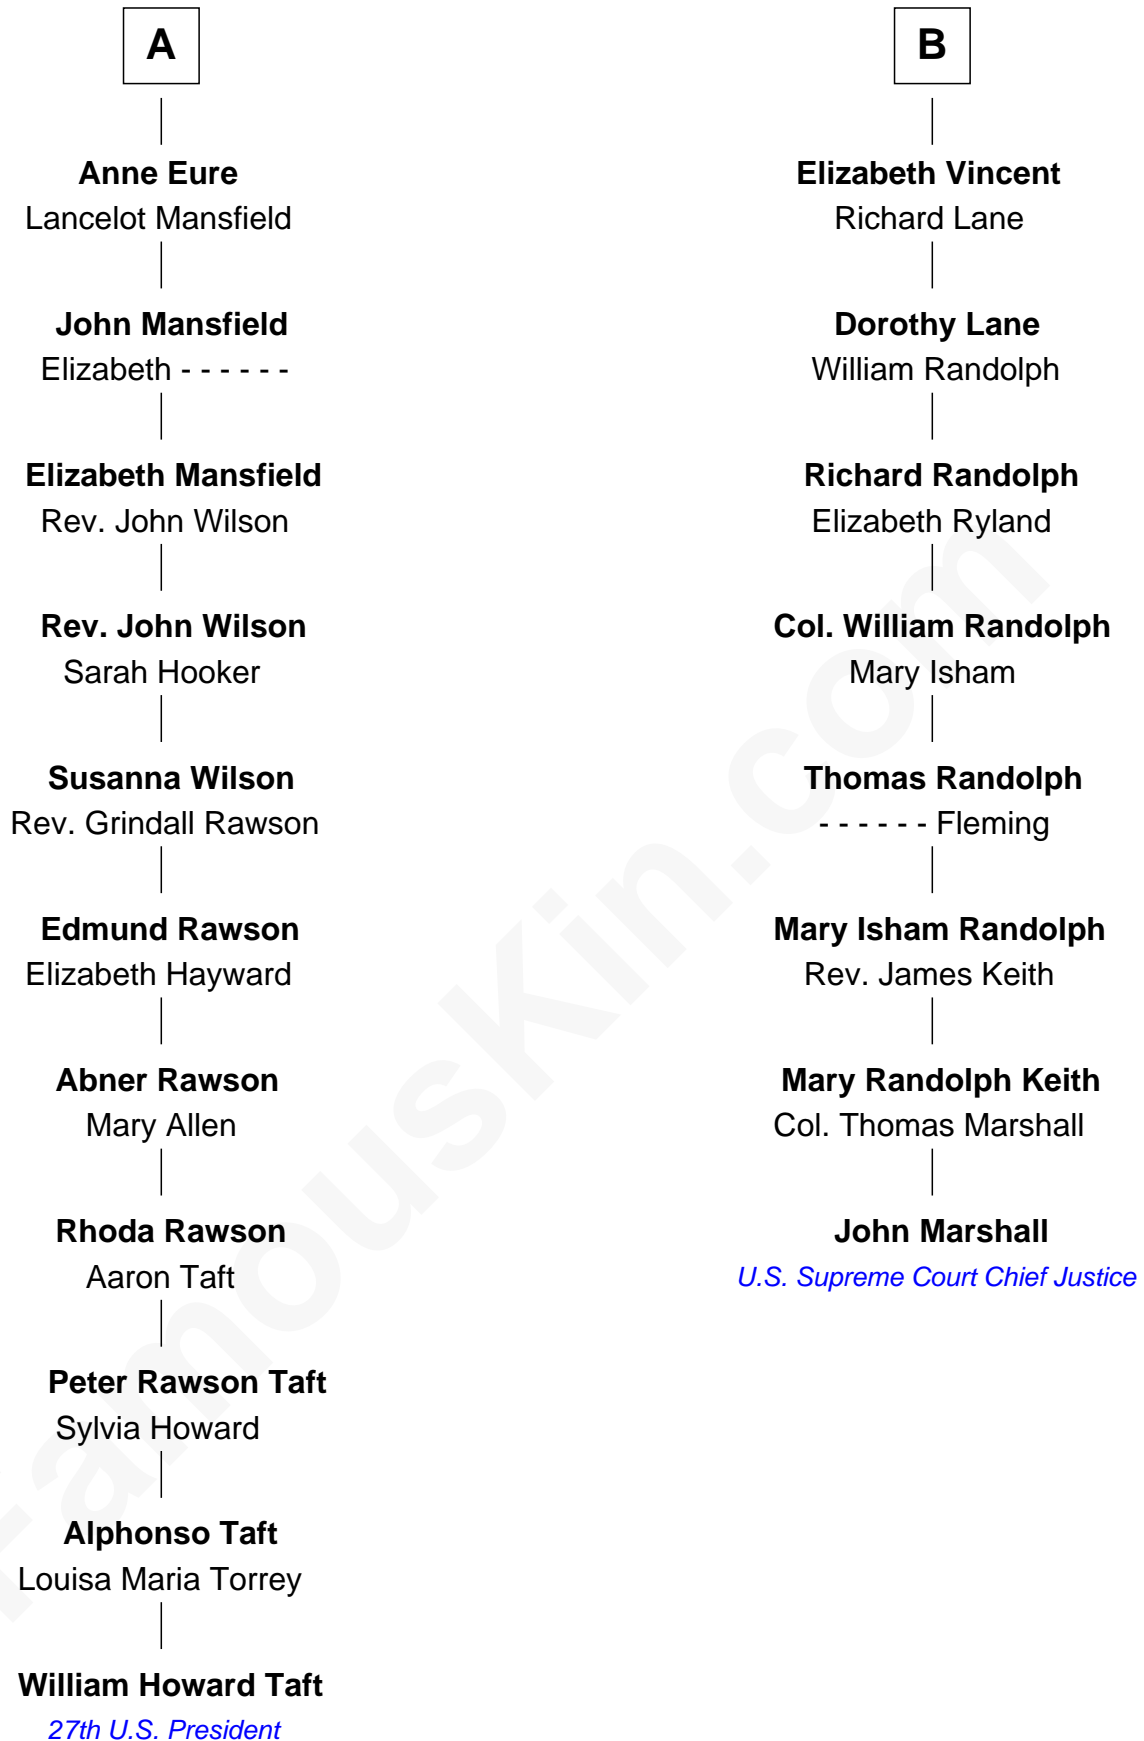 A
Anne Eure
Lancelot Mansfield
John Mansfield
Elizabeth - - - - - -
Elizabeth Mansfield
Rev. John Wilson
Rev. John Wilson
Sarah Hooker
Susanna Wilson
Rev. Grindall Rawson
Edmund Rawson
Elizabeth Hayward
Abner Rawson
Mary Allen
Rhoda Rawson
Aaron Taft
Peter Rawson Taft
Sylvia Howard
Alphonso Taft
Louisa Maria Torrey
William Howard Taft
27th U.S. President
B
Elizabeth Vincent
Richard Lane
Dorothy Lane
William Randolph
Richard Randolph
Elizabeth Ryland
Col. William Randolph
Mary Isham
Thomas Randolph
- - - - - - Fleming
Mary Isham Randolph
Rev. James Keith
Mary Randolph Keith
Col. Thomas Marshall
John Marshall
U.S. Supreme Court Chief Justice
FamousKin.com